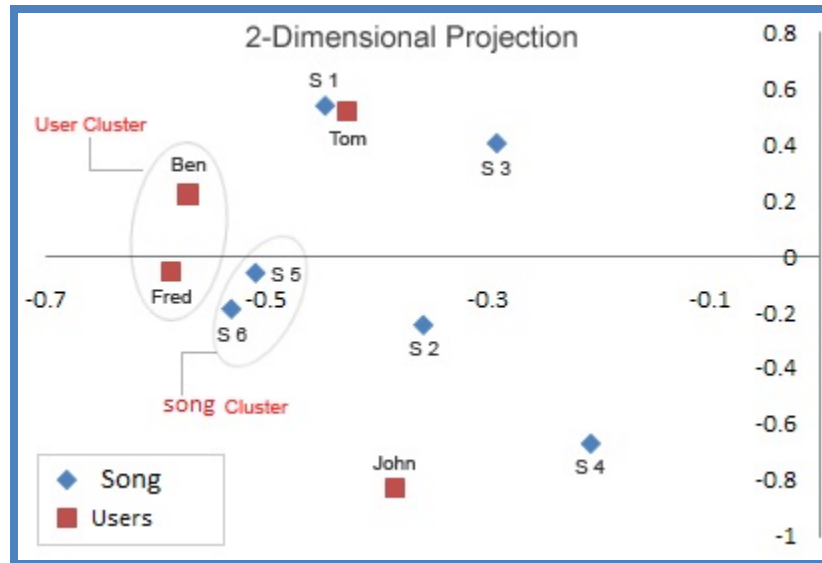 2-Dimensional Projection
0.8
S 1
0.6
User Cluster
Tom
Ben
0.4
S 3
0.2
0
S 5
Fred
-0.7
-0.5
-0.3
-0.1
-0.2
S 6
S 2
-0.4
song Cluster
-0.6
John
S 4
Song
-0.8
Users
-1